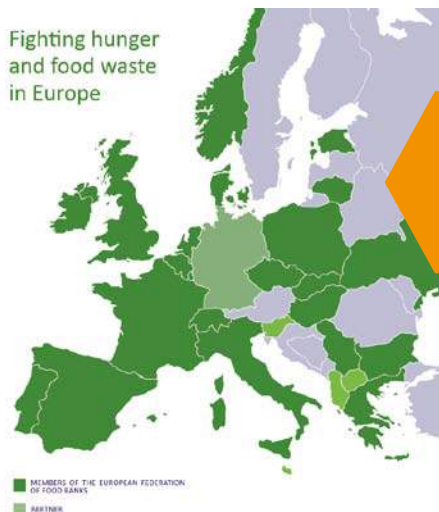 Fighting hunger
and food waste
in Europe
MEMBERS OF THE EUROPEAN FEDERATION
OF FOOD BANKS
PARTNER